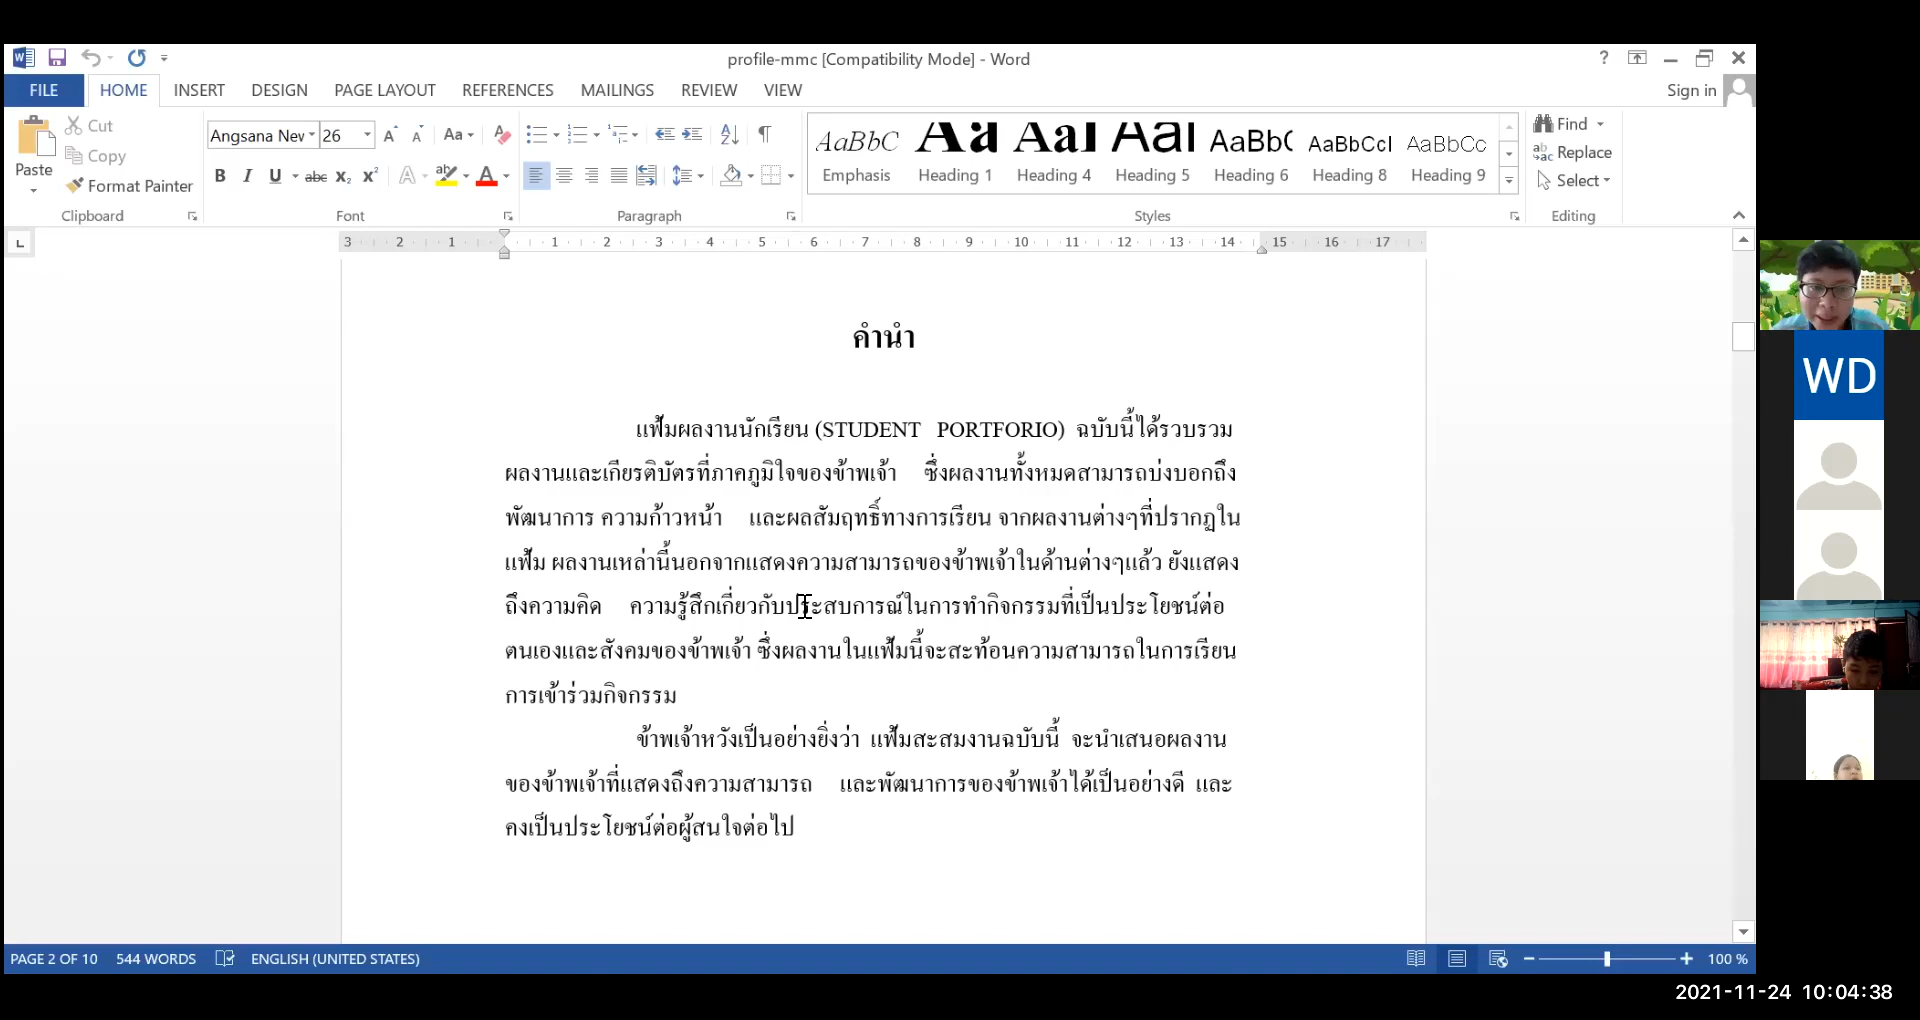 profile-mmc [Compatibility Mode] - Word
FILE HOME INSERT DESIGN PAGE LAYOUT REFERENCES MAILINGS REVIEW VIEW Sign in
Paste Cut Copy Format Painter
Angsana Nev 26 Aa
B I U abc X₂ X² A ab A
AaBbC AaI AaI AaI AaBb( AaBbCcI AaBbCc
Emphasis Heading 1 Heading 4 Heading 5 Heading 6 Heading 8 Heading 9
Find Replace Select
Clipboard Font Paragraph Styles Editing
3 2 1 1 2 3 4 5 6 7 8 9 10 11 12 13 14 15 16 17
คำนำ
แฟ้มผลงานนักเรียน (STUDENT PORTFORIO) ฉบับนี้ได้รวบรวม
ผลงานและเกียรติบัตรที่ภาคภูมิใจของข้าพเจ้า ซึ่งผลงานทั้งหมดสามารถบ่งบอกถึง
พัฒนาการ ความก้าวหน้า และผลสัมฤทธิ์ทางการเรียน จากผลงานต่างๆที่ปรากฏใน
แฟ้ม ผลงานเหล่านี้นอกจากแสดงความสามารถของข้าพเจ้าในด้านต่างๆแล้ว ยังแสดง
ถึงความคิด ความรู้สึกเกี่ยวกับประสบการณ์ในการทำกิจกรรมที่เป็นประโยชน์ต่อ
ตนเองและสังคมของข้าพเจ้า ซึ่งผลงานในแฟ้มนี้จะสะท้อนความสามารถในการเรียน
การเข้าร่วมกิจกรรม
ข้าพเจ้าหวังเป็นอย่างยิ่งว่า แฟ้มสะสมงานฉบับนี้ จะนำเสนอผลงาน
ของข้าพเจ้าที่แสดงถึงความสามารถ และพัฒนาการของข้าพเจ้าได้เป็นอย่างดี และ
คงเป็นประโยชน์ต่อผู้สนใจต่อไป
WD
PAGE 2 OF 10 544 WORDS ENGLISH (UNITED STATES) 100 %
2021-11-24 10:04:38